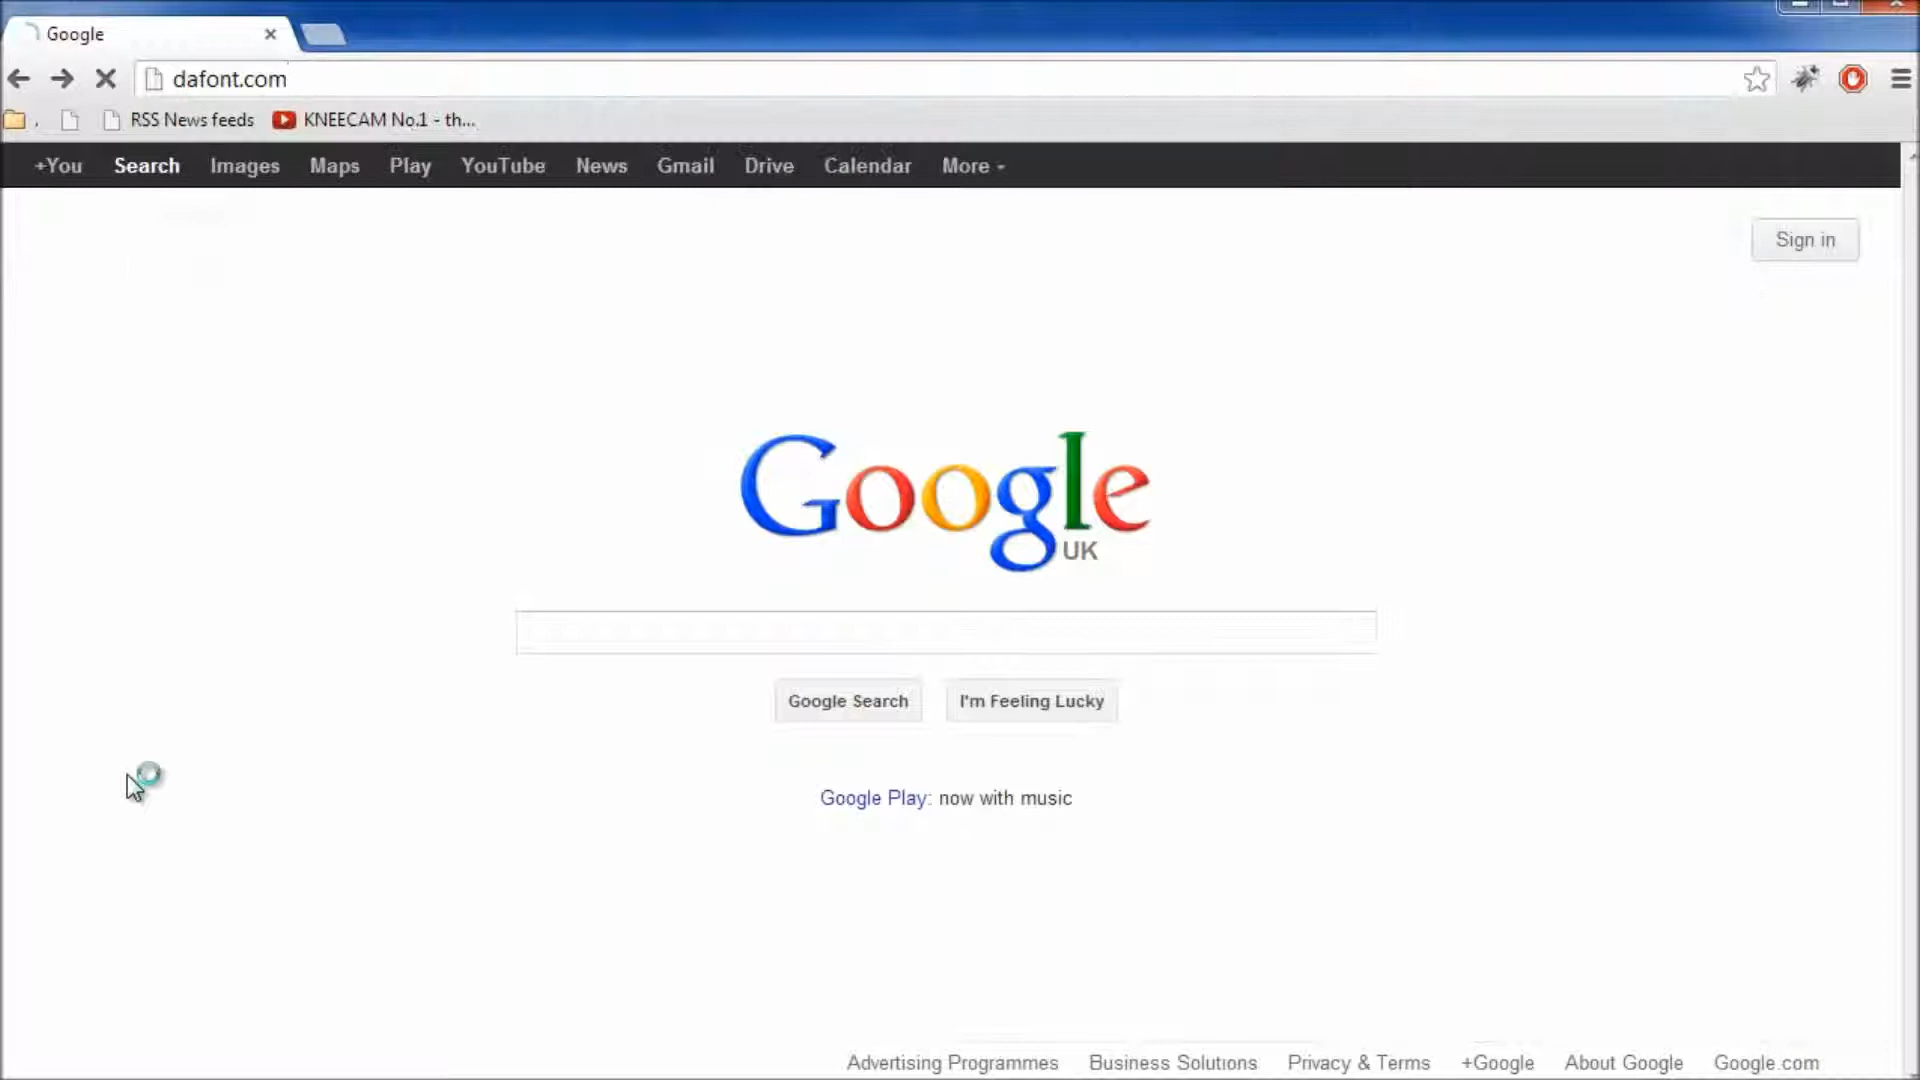 Google
dafont.com
. RSS News feeds KNEECAM No.1 - th...
+You Search Images Maps Play YouTube News Gmail Drive Calendar More
Sign in
Google
UK
Google Search I'm Feeling Lucky
Google Play: now with music
Advertising Programmes Business Solutions Privacy & Terms +Google About Google Google.com